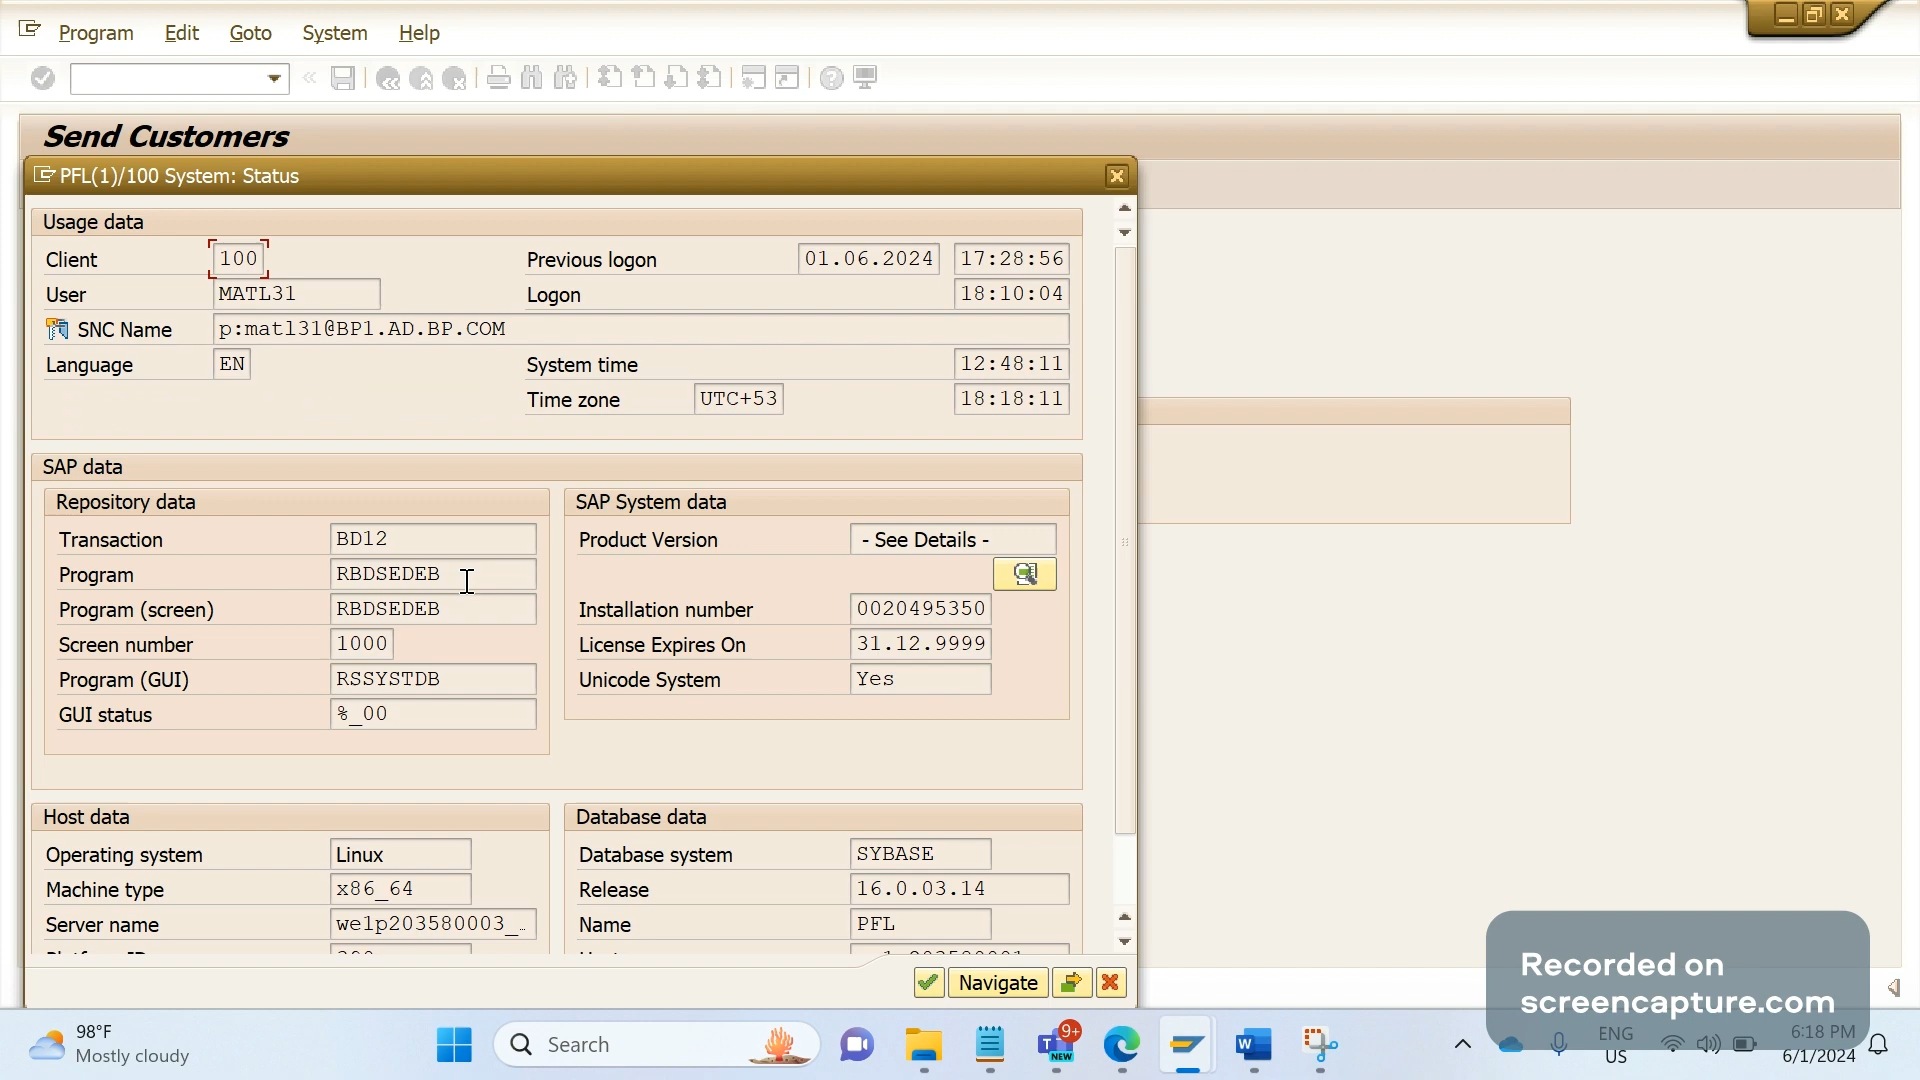 Program Edit Goto System Help
Send Customers
PFL(1)/100 System: Status
Usage data
Client 100 Previous logon 01.06.2024 17:28:56
User MATL31 Logon 18:10:04
SNC Name p:matl31@BP1.AD.BP.COM
Language EN System time 12:48:11
Time zone UTC+53 18:18:11
SAP data
Repository data SAP System data
Transaction BD12 Product Version - See Details -
Program RBDSEDEB
Program (screen) RBDSEDEB Installation number 0020495350
Screen number 1000 License Expires On 31.12.9999
Program (GUI) RSSYSTDB Unicode System Yes
GUI status %_00
Host data Database data
Operating system Linux Database system SYBASE
Machine type x86_64 Release 16.0.03.14
Server name we1p203580003_… Name PFL
Navigate
Recorded on
screencapture.com
98°F
Mostly cloudy
Search
9+
NEW
ENG
US
6:18 PM
6/1/2024